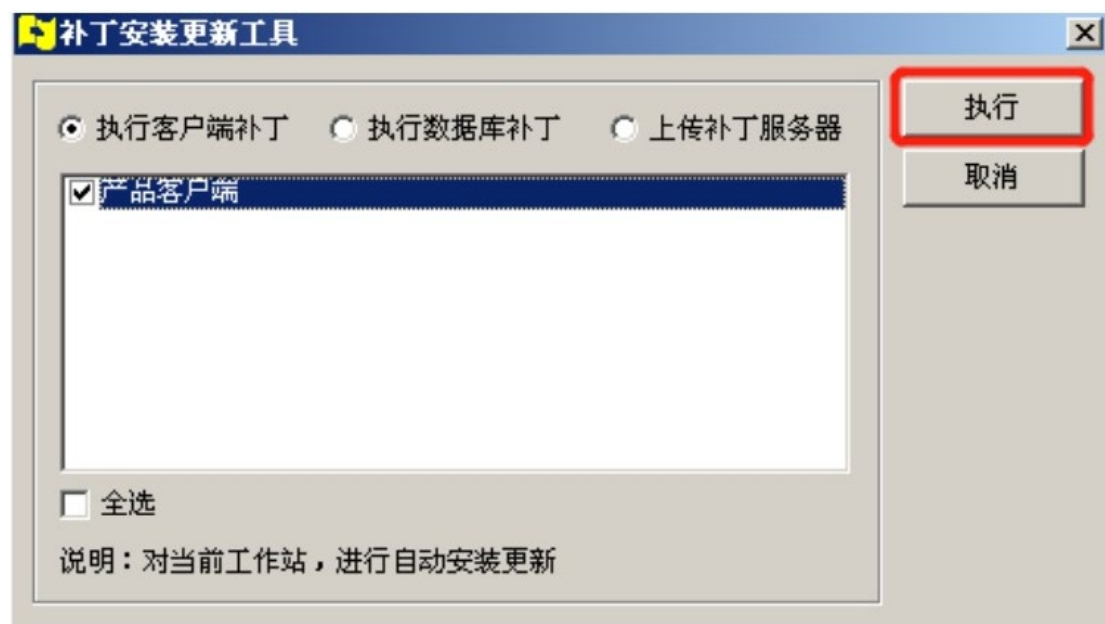 补丁安装更新工具
执行客户端补丁 执行数据库补丁 上传补丁服务器
执行
产品客户端
取消
全选
说明：对当前工作站，进行自动安装更新